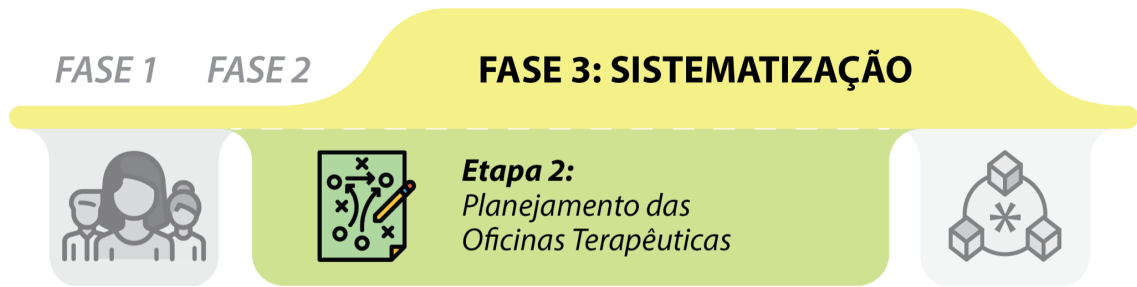 FASE 1 FASE 2 FASE 3: SISTEMATIZAÇÃO
Etapa 2:
Planejamento das
Oficinas Terapêuticas